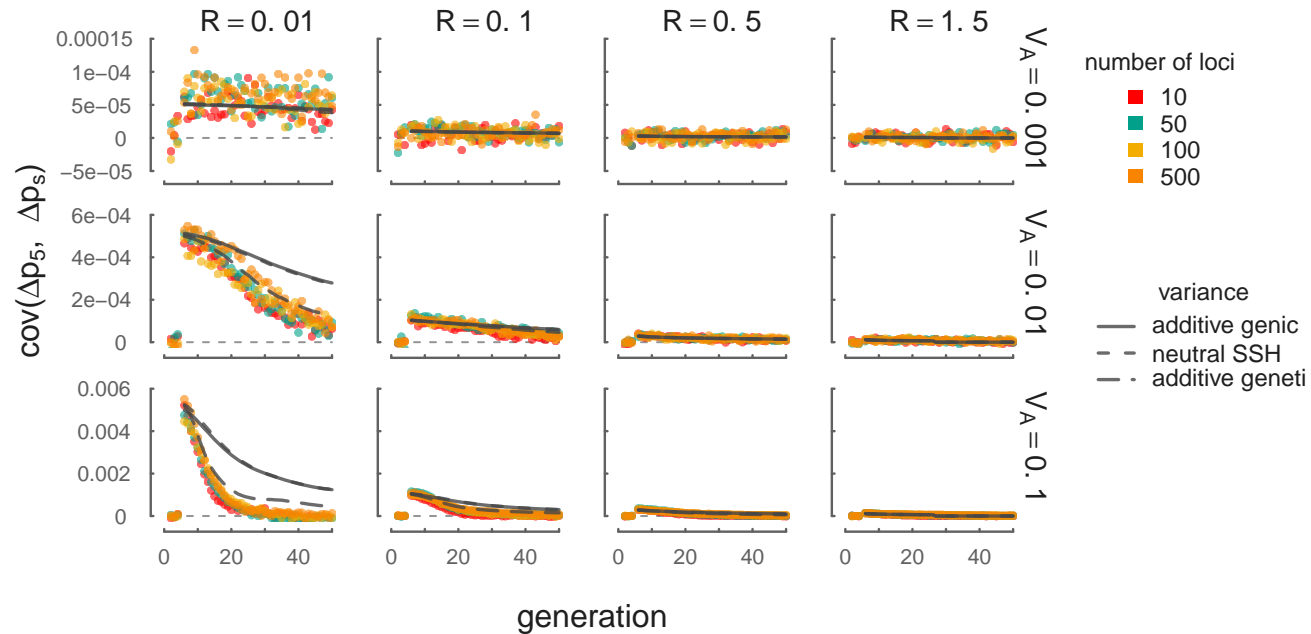 R = 0. 01
R = 0. 1
R = 0. 5
R = 1. 5
0.00015
1e−04
5e−05
0
−5e−05
V_A = 0. 001
6e−04
4e−04
2e−04
0
V_A = 0. 01
0.006
0.004
0.002
0
V_A = 0. 1
0 20 40
0 20 40
0 20 40
0 20 40
cov(Δp₅, Δpₛ)
generation
number of loci
10
50
100
500
variance
additive genic
neutral SSH
additive geneti